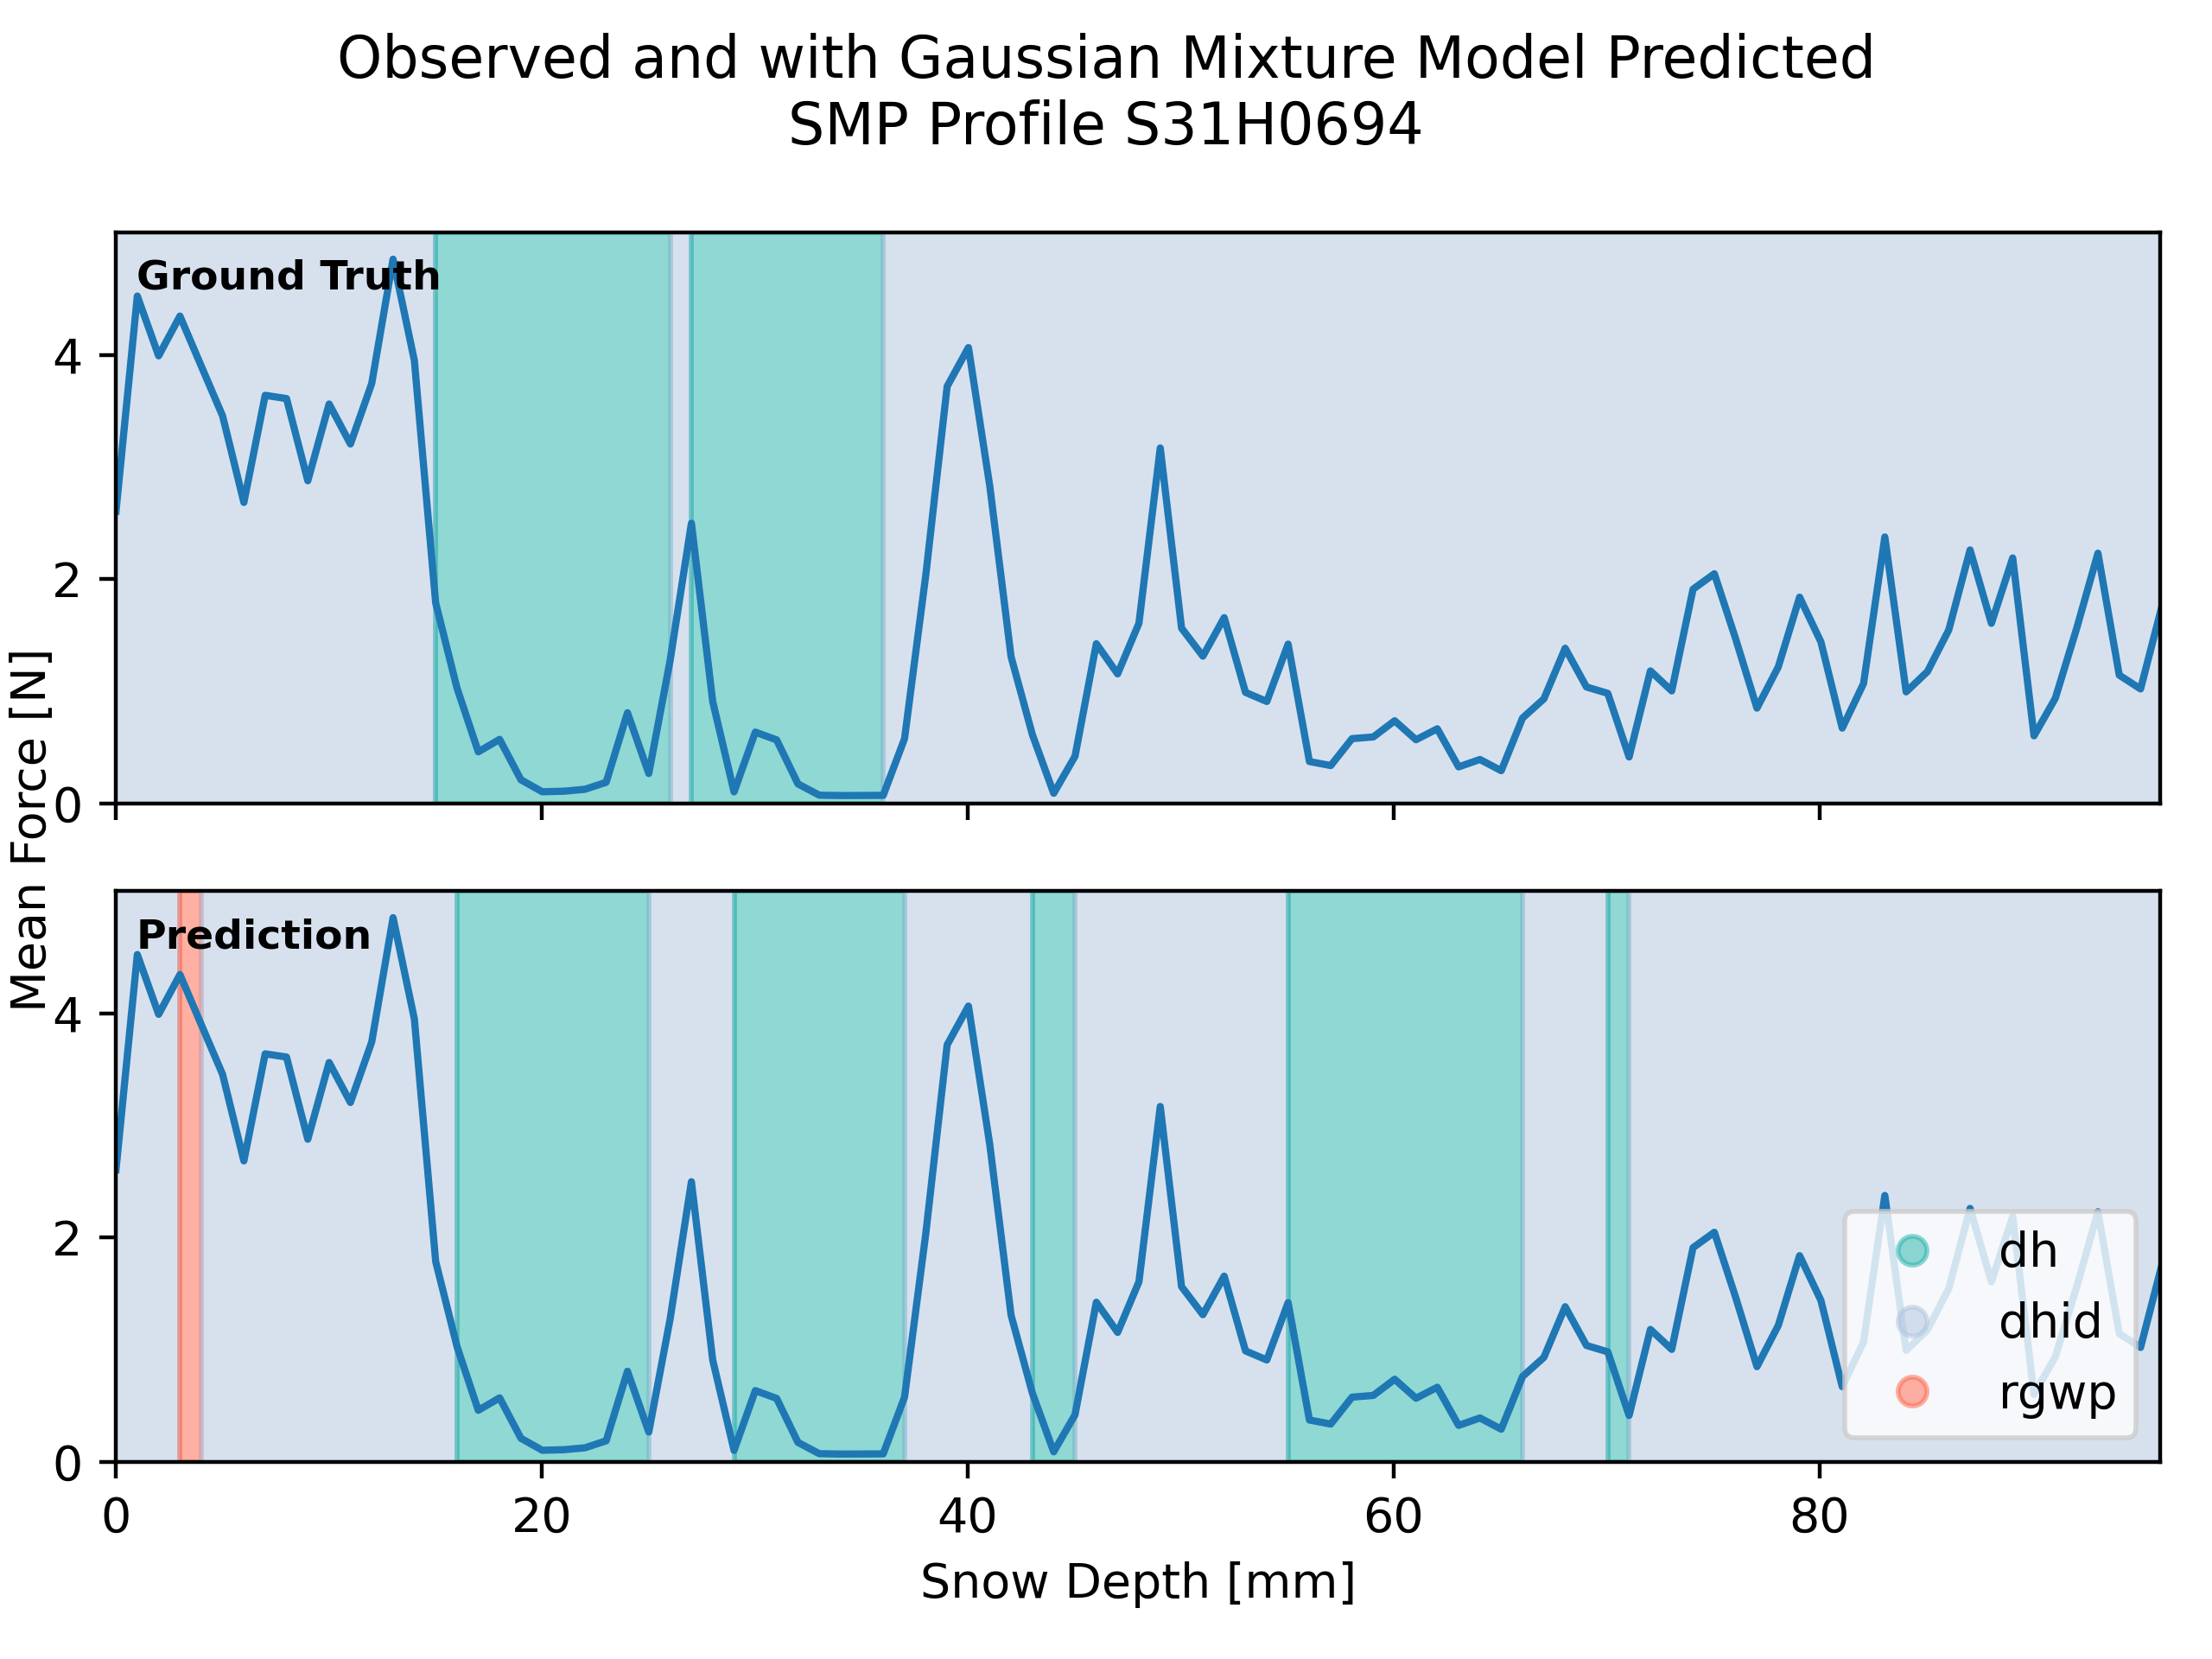 Observed and with Gaussian Mixture Model Predicted
SMP Profile S31H0694
Ground Truth
4
2
0
Mean Force [N]
Prediction
4
2
0
dh
dhid
rgwp
0 20 40 60 80
Snow Depth [mm]